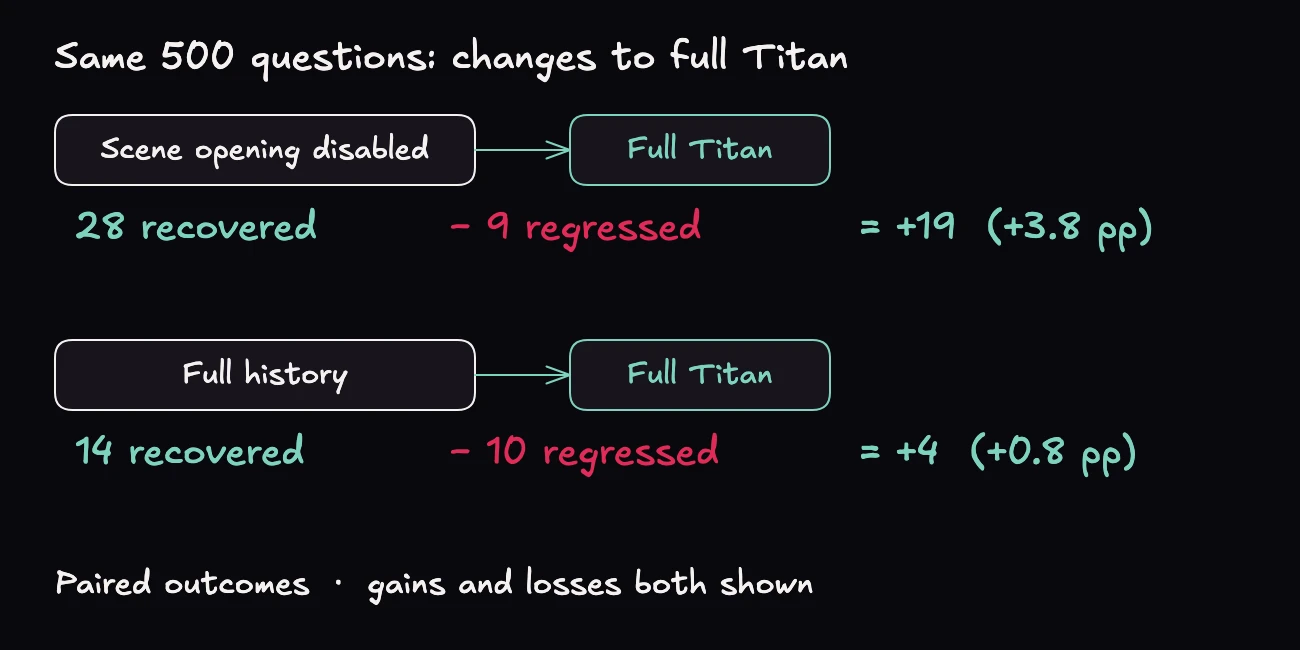 Same 500 questions: changes to full Titan
Scene opening disabled
Full Titan
28 recovered
− 9 regressed
= +19 (+3.8 pp)
Full history
Full Titan
14 recovered
− 10 regressed
= +4 (+0.8 pp)
Paired outcomes · gains and losses both shown